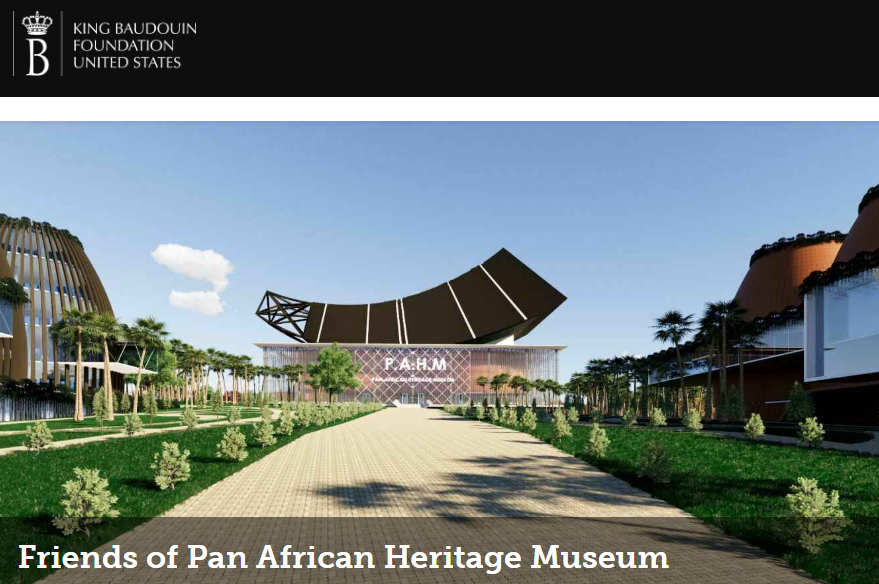 B
KING BAUDOUIN
FOUNDATION
UNITED STATES
P.A.H.M
PAN AFRICAN HERITAGE MUSEUM
Friends of Pan African Heritage Museum